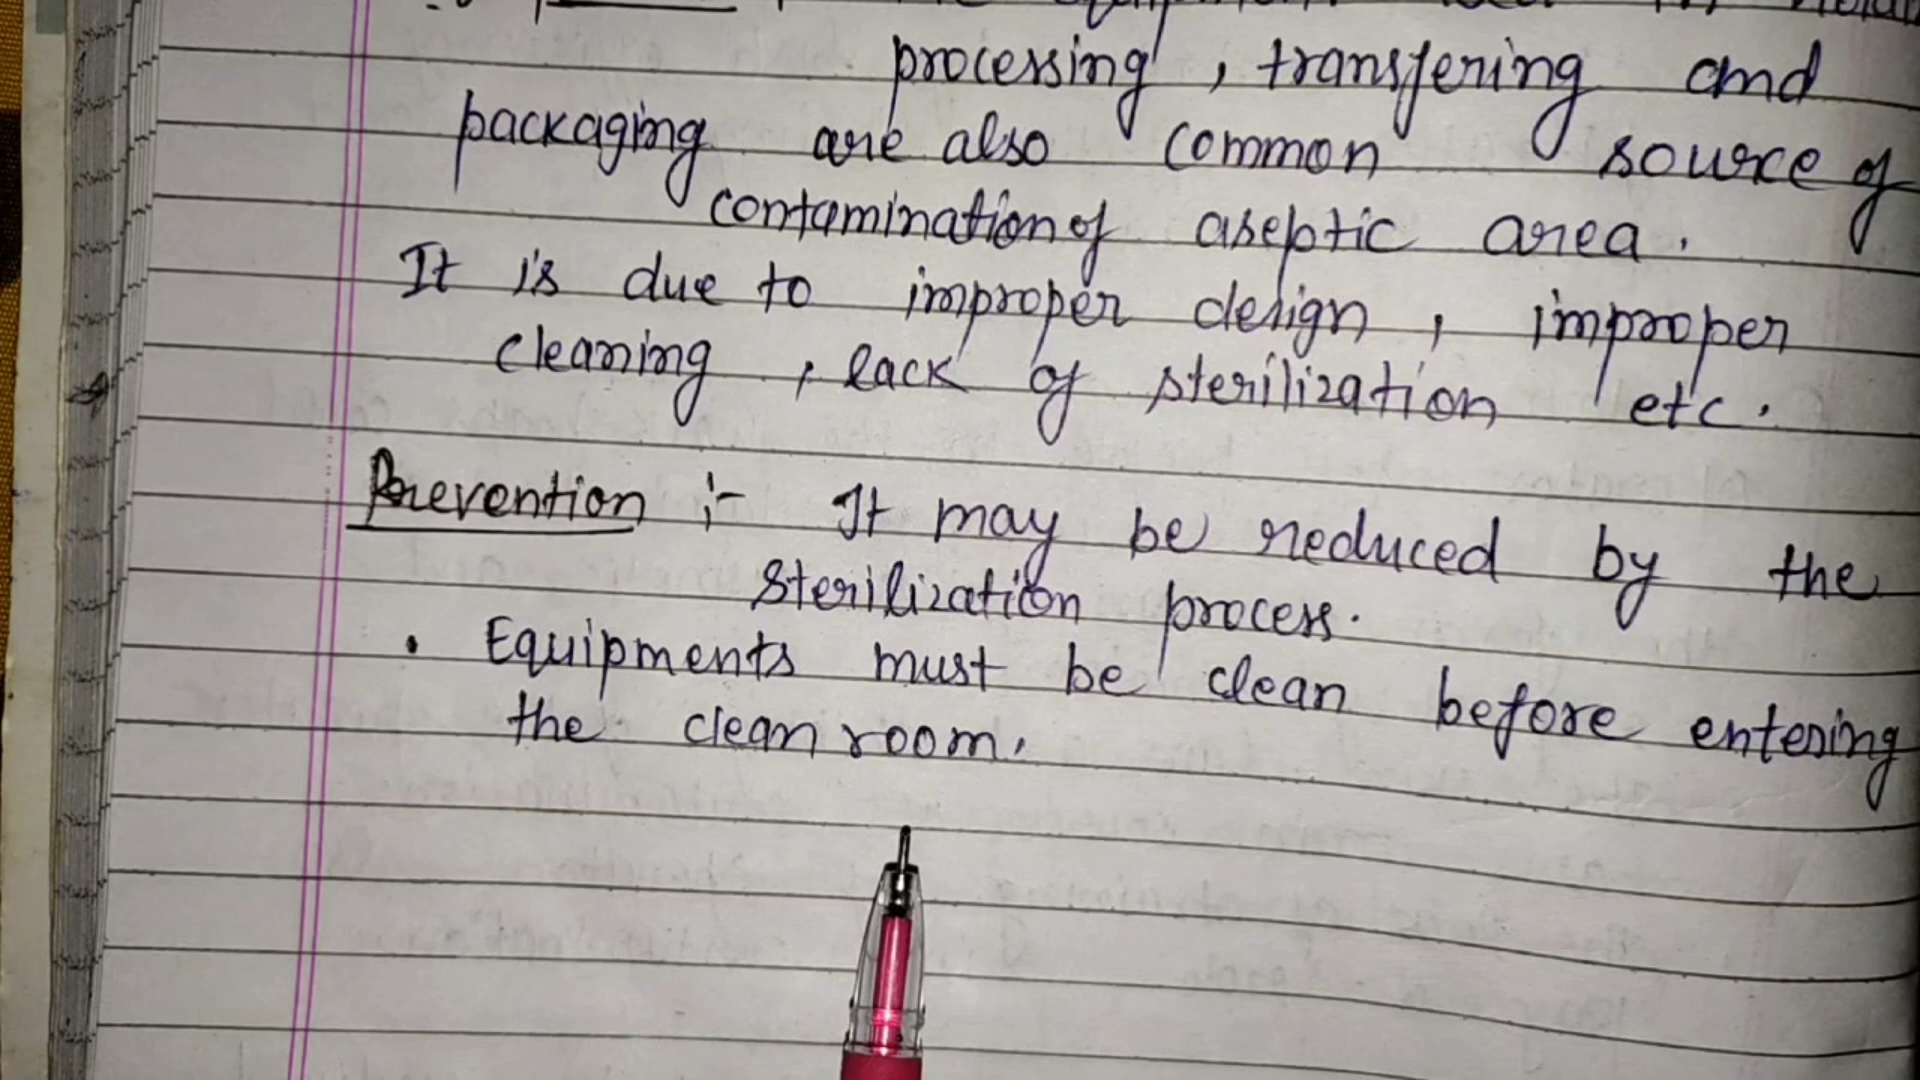 processing, transfering and
packaging are also common source of
contamination of aseptic area.
It is due to improper design, improper
cleaning, lack of sterilization etc.
Prevention :- It may be reduced by the
Sterilization process.
• Equipments must be clean before entering
the clean room.